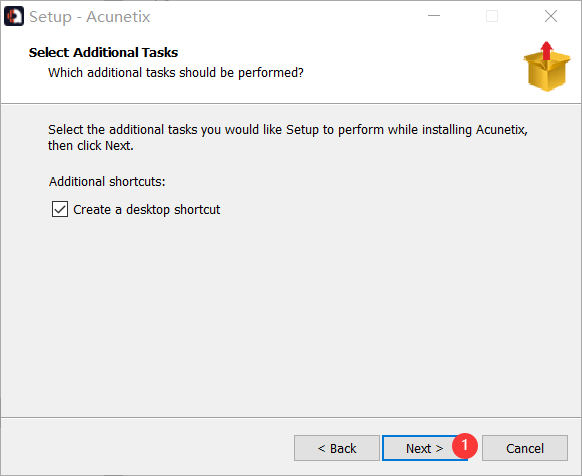 Setup - Acunetix
Select Additional Tasks
Which additional tasks should be performed?
Select the additional tasks you would like Setup to perform while installing Acunetix,
then click Next.
Additional shortcuts:
Create a desktop shortcut
< Back
Next >
1
Cancel